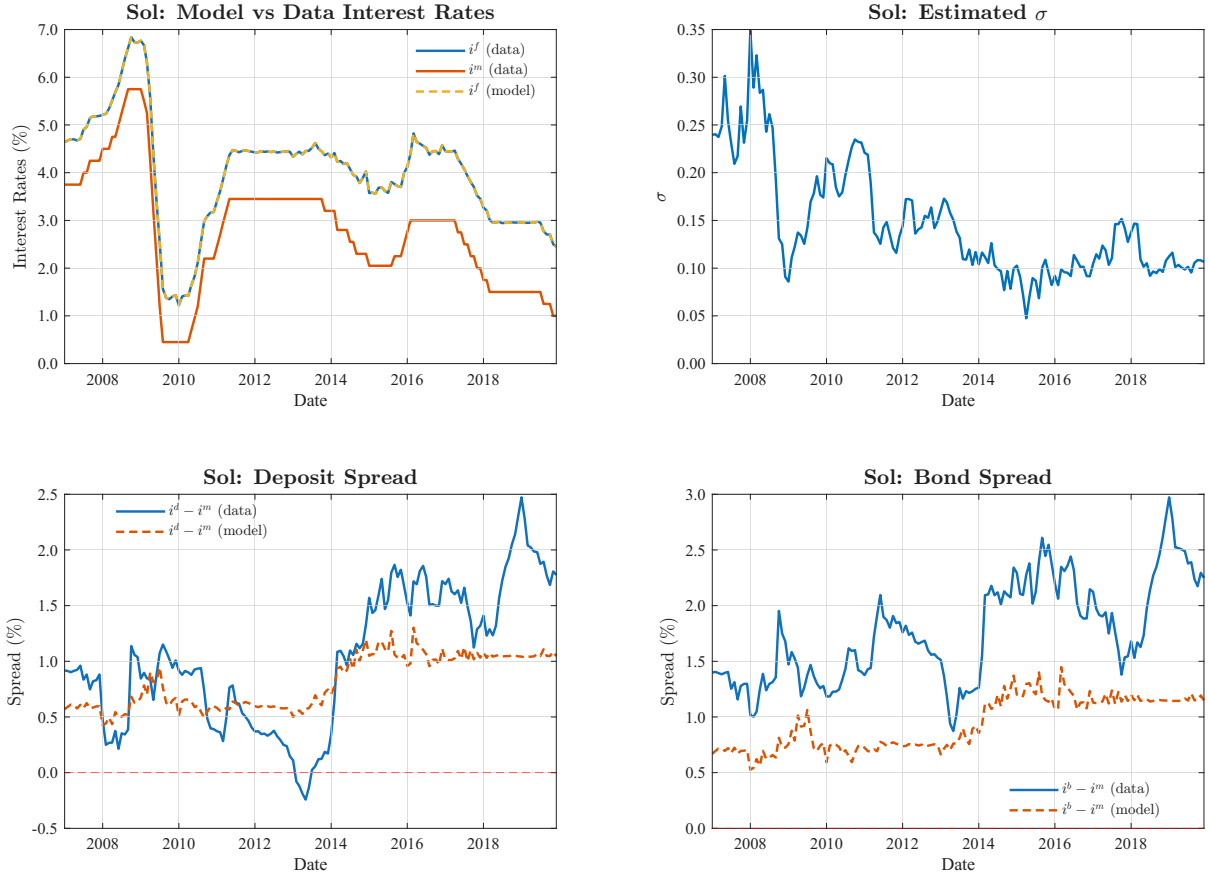 Sol: Model vs Data Interest Rates
7.0
6.0
5.0
4.0
3.0
2.0
1.0
0.0
Interest Rates (%)
i^f (data)
i^m (data)
i^f (model)
2008 2010 2012 2014 2016 2018
Date
Sol: Estimated σ
0.35
0.30
0.25
0.20
0.15
0.10
0.05
0.00
σ
2008 2010 2012 2014 2016 2018
Date
Sol: Deposit Spread
2.5
2.0
1.5
1.0
0.5
0.0
-0.5
Spread (%)
i^d − i^m (data)
i^d − i^m (model)
2008 2010 2012 2014 2016 2018
Date
Sol: Bond Spread
3.0
2.5
2.0
1.5
1.0
0.5
0.0
Spread (%)
i^b − i^m (data)
i^b − i^m (model)
2008 2010 2012 2014 2016 2018
Date